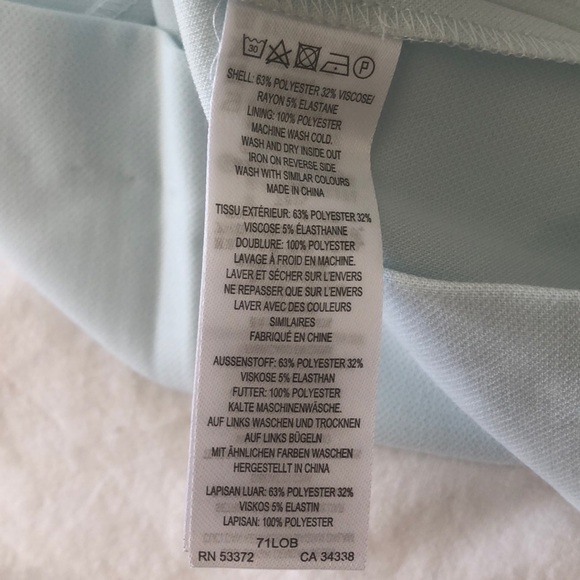 30 P
SHELL: 63% POLYESTER 32% VISCOSE/
RAYON 5% ELASTANE
LINING: 100% POLYESTER
MACHINE WASH COLD.
WASH AND DRY INSIDE OUT
IRON ON REVERSE SIDE
WASH WITH SIMILAR COLOURS
MADE IN CHINA
TISSU EXTÉRIEUR: 63% POLYESTER 32%
VISCOSE 5% ÉLASTHANNE
DOUBLURE: 100% POLYESTER
LAVAGE À FROID EN MACHINE.
LAVER ET SÉCHER SUR L'ENVERS
NE REPASSER QUE SUR L'ENVERS
LAVER AVEC DES COULEURS
SIMILAIRES
FABRIQUÉ EN CHINE
AUSSENSTOFF: 63% POLYESTER 32%
VISKOSE 5% ELASTHAN
FUTTER: 100% POLYESTER
KALTE MASCHINENWÄSCHE.
AUF LINKS WASCHEN UND TROCKNEN
AUF LINKS BÜGELN
MIT ÄHNLICHEN FARBEN WASCHEN
HERGESTELLT IN CHINA
LAPISAN LUAR: 63% POLYESTER 32%
VISKOS 5% ELASTIN
LAPISAN: 100% POLYESTER
71LOB
RN 53372 CA 34338